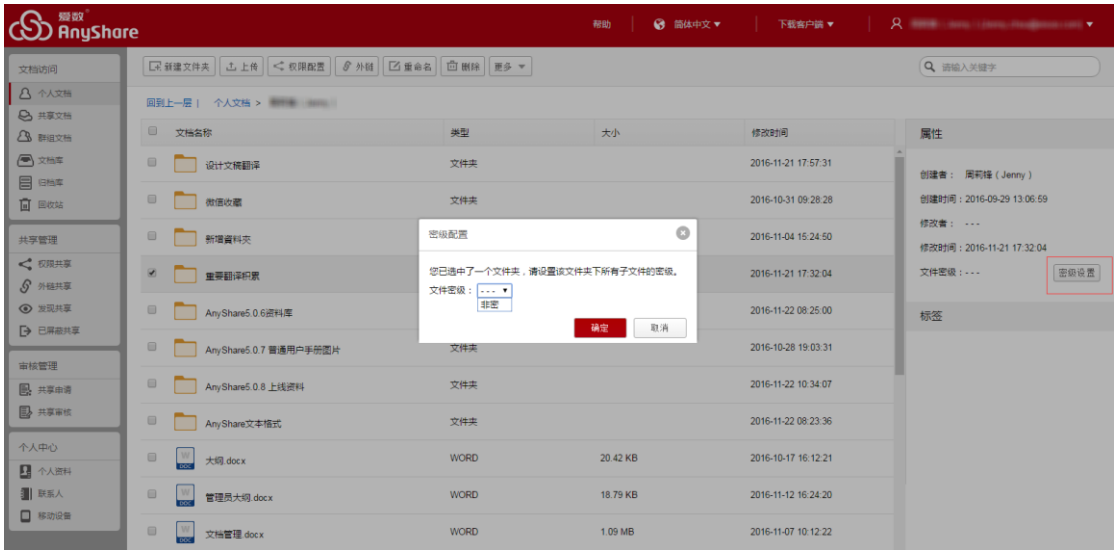 爱数®
AnyShare
帮助
简体中文 ▼
下载客户端 ▼
文档访问
个人文档
共享文档
群组文档
文档库
归档库
回收站
共享管理
权限共享
外链共享
发现共享
已屏蔽共享
审核管理
共享申请
共享审核
个人中心
个人资料
联系人
移动设备
新建文件夹 上传 权限配置 外链 重命名 删除 更多
请输入关键字
回到上一层 | 个人文档 >
文档名称 类型 大小 修改时间
设计文稿翻译 文件夹 2016-11-21 17:57:31
微信收藏 文件夹 2016-10-31 09:28:28
新增資料夾 2016-11-04 15:24:50
重要翻译积累 2016-11-21 17:32:04
AnyShare5.0.6资料库 2016-11-22 08:25:00
AnyShare5.0.7 普通用户手册图片 文件夹 2016-10-28 19:03:31
AnyShare5.0.8 上线资料 文件夹 2016-11-22 10:34:07
AnyShare文本格式 文件夹 2016-11-22 08:23:36
大纲.docx WORD 20.42 KB 2016-10-17 16:12:21
管理员大纲.docx WORD 18.79 KB 2016-11-12 16:24:20
文档管理.docx WORD 1.09 MB 2016-11-07 10:12:22
密级配置
您已选中了一个文件夹，请设置该文件夹下所有子文件的密级。
文件密级： - - -
非密
确定 取消
属性
创建者： 周莉锋（Jenny）
创建时间：2016-09-29 13:06:59
修改者： - - -
修改时间：2016-11-21 17:32:04
文件密级：- - - 密级设置
标签